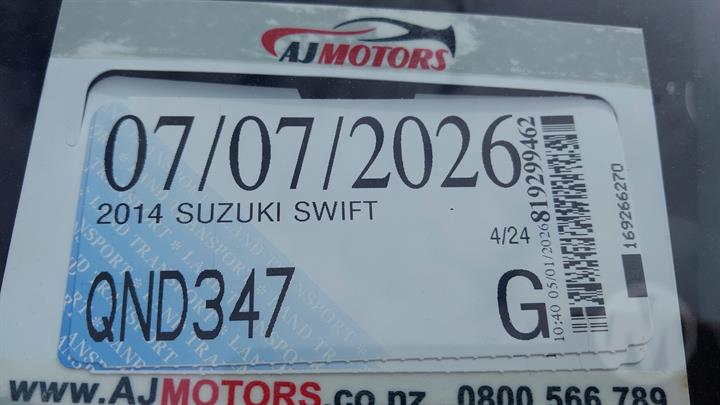 AJMOTORS
07/07/2026
2014 SUZUKI SWIFT
4/24
QND347
G
10:40 05/01/2026
819299462
169266270
www.AJMOTORS.co.nz 0800 566 789